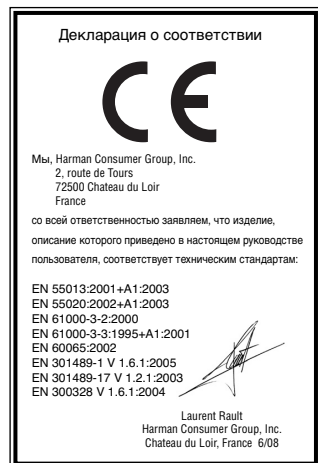 Декларация о соответствии
CE
Мы, Harman Consumer Group, Inc.
2, route de Tours
72500 Chateau du Loir
France
со всей ответственностью заявляем, что изделие,
описание которого приведено в настоящем руководстве
пользователя, соответствует техническим стандартам:
EN 55013:2001+A1:2003
EN 55020:2002+A1:2003
EN 61000-3-2:2000
EN 61000-3-3:1995+A1:2001
EN 60065:2002
EN 301489-1 V 1.6.1:2005
EN 301489-17 V 1.2.1:2003
EN 300328 V 1.6.1:2004
Laurent Rault
Harman Consumer Group, Inc.
Chateau du Loir, France 6/08